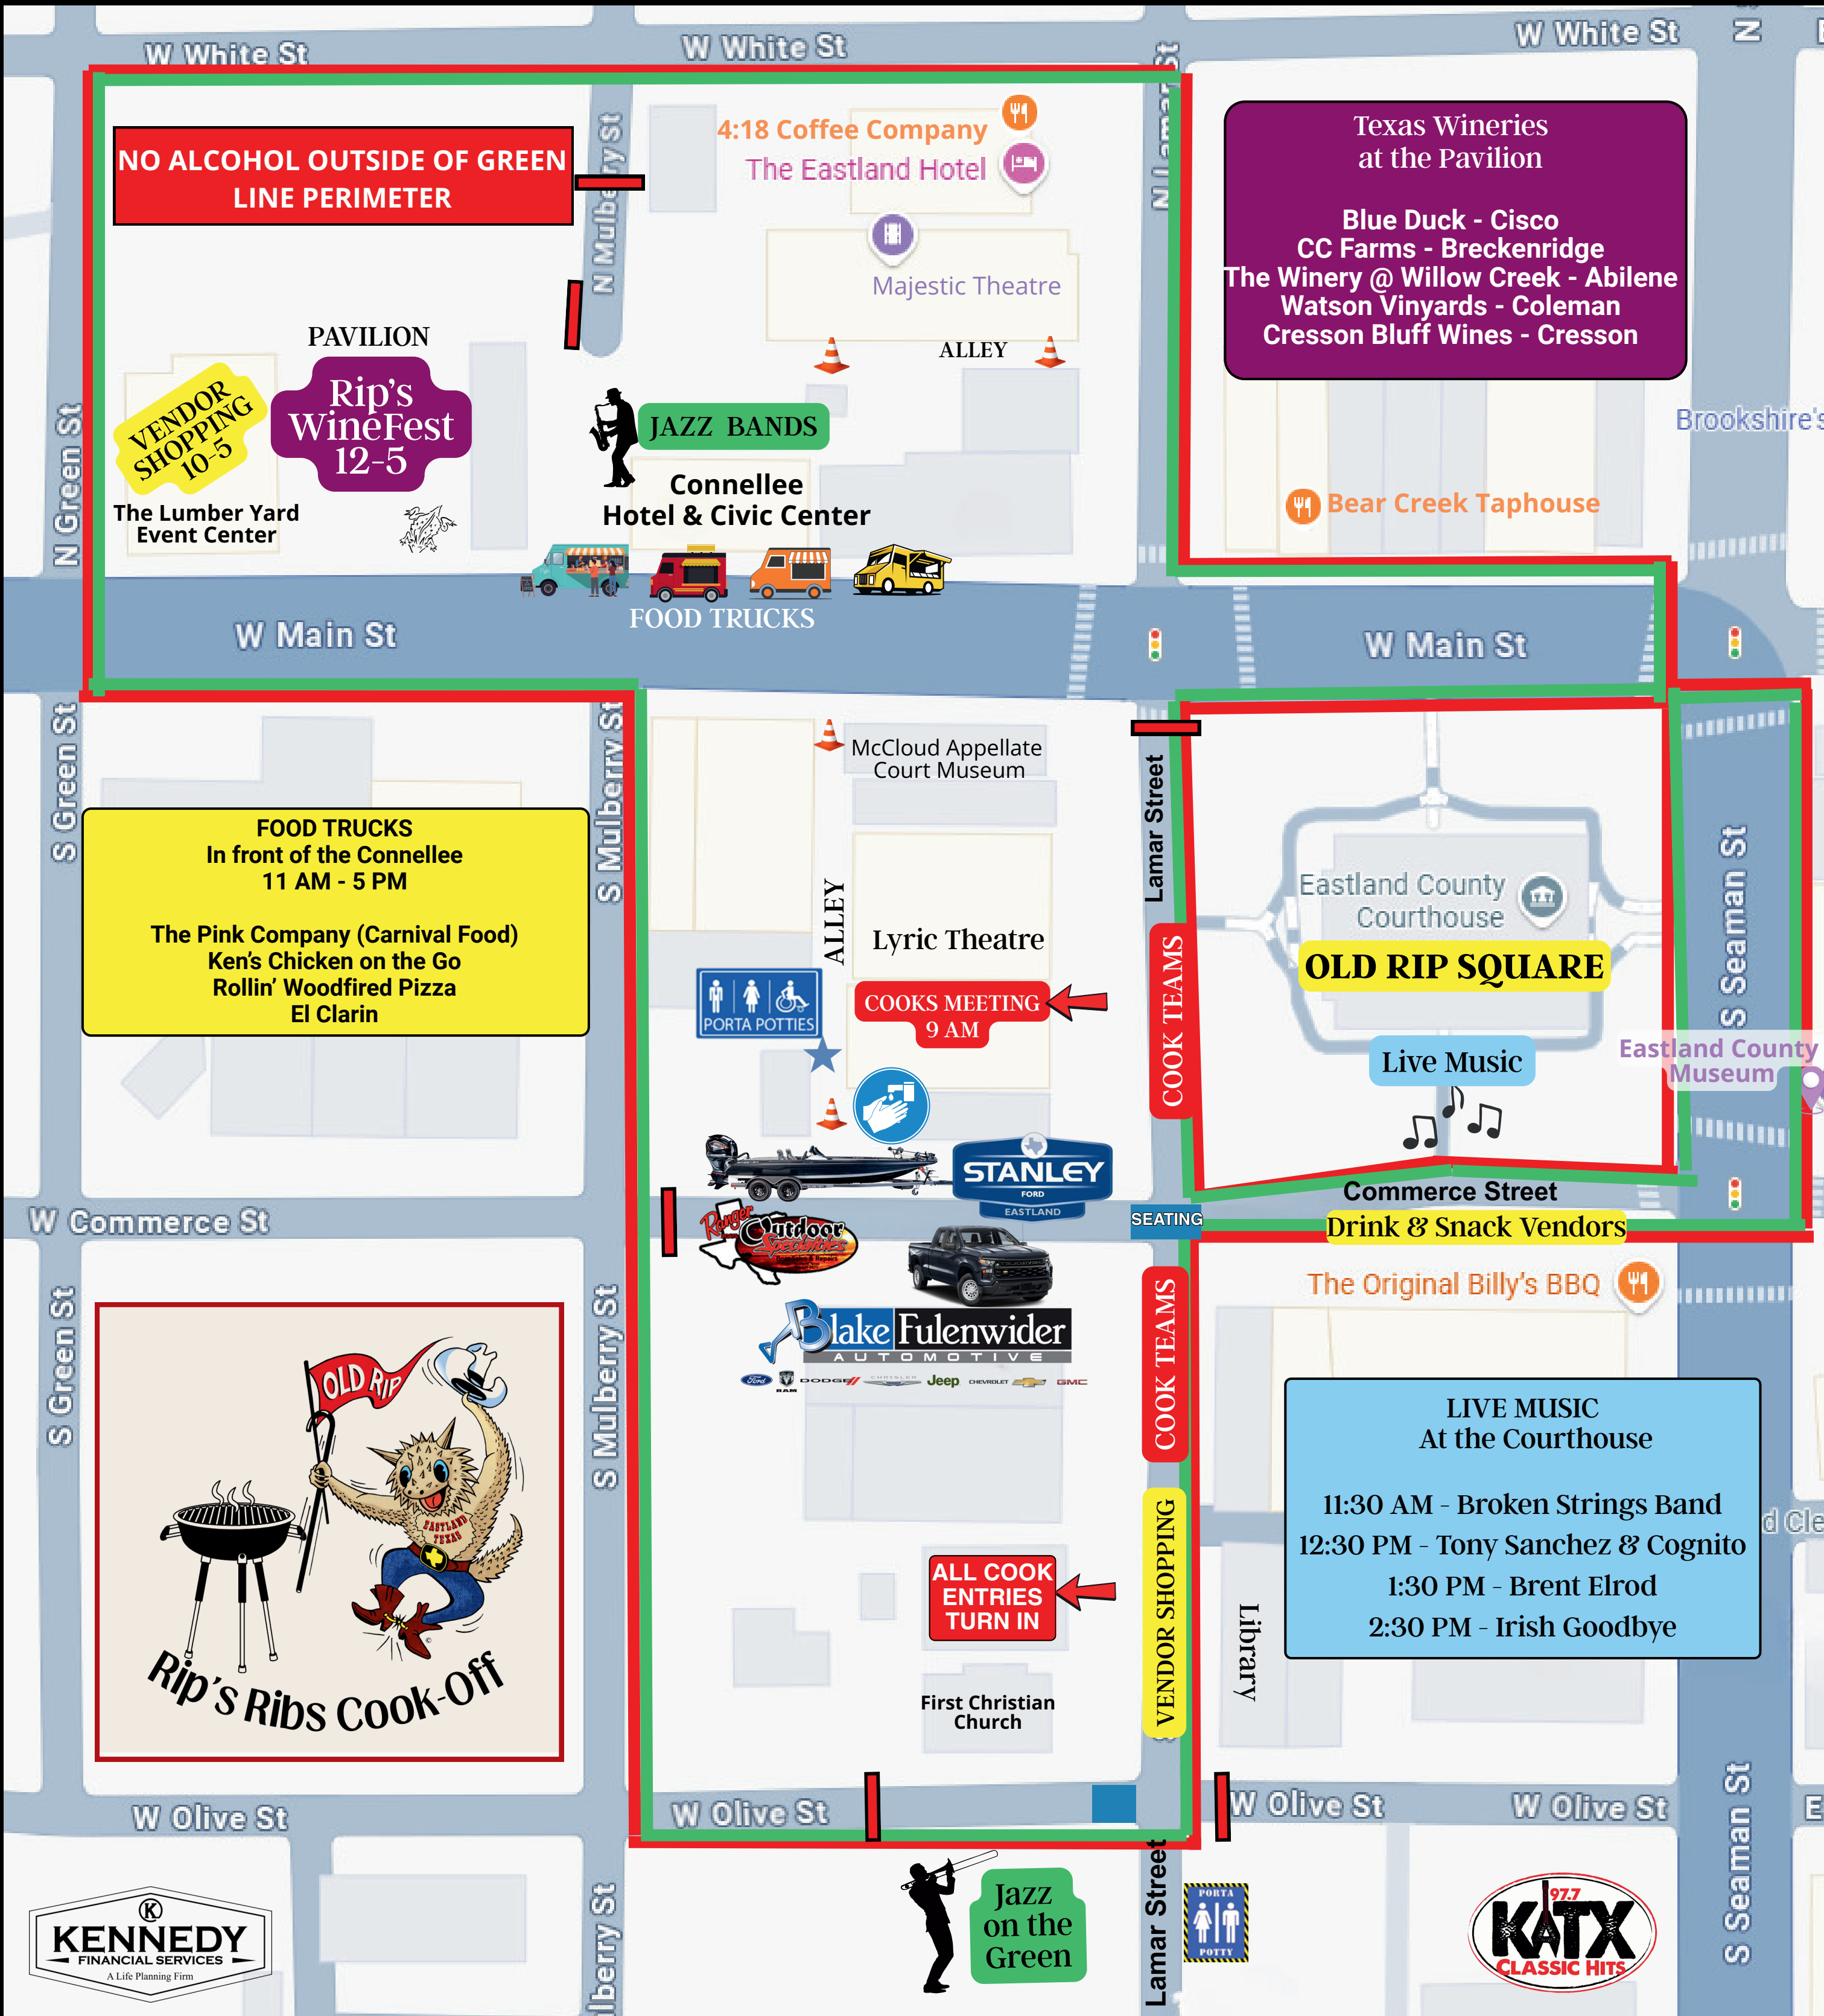 W White St
W White St
W White St
N
E
N Lamar St
NO ALCOHOL OUTSIDE OF GREEN
LINE PERIMETER
N Mulberry St
4:18 Coffee Company
The Eastland Hotel
Majestic Theatre
ALLEY
Texas Wineries
at the Pavilion
Blue Duck - Cisco
CC Farms - Breckenridge
The Winery @ Willow Creek - Abilene
Watson Vinyards - Coleman
Cresson Bluff Wines - Cresson
Brookshire's
Bear Creek Taphouse
N Green St
PAVILION
VENDOR
SHOPPING
10-5
Rip's
WineFest
12-5
The Lumber Yard
Event Center
JAZZ BANDS
Connellee
Hotel & Civic Center
FOOD TRUCKS
W Main St
W Main St
S Green St
S Mulberry St
FOOD TRUCKS
In front of the Connellee
11 AM - 5 PM
The Pink Company (Carnival Food)
Ken's Chicken on the Go
Rollin' Woodfired Pizza
El Clarin
McCloud Appellate
Court Museum
ALLEY
Lyric Theatre
PORTA POTTIES
COOKS MEETING
9 AM
Lamar Street
COOK TEAMS
Eastland County
Courthouse
OLD RIP SQUARE
Live Music
S Seaman St
Eastland County
Museum
STANLEY
FORD
EASTLAND
Ranger
Outdoor
Specialties
W Commerce St
SEATING
Commerce Street
Drink & Snack Vendors
The Original Billy's BBQ
Blake Fulenwider
AUTOMOTIVE
Ford
RAM
DODGE
CHRYSLER
Jeep
CHEVROLET
GMC
COOK TEAMS
S Green St
S Mulberry St
OLD RIP
EASTLAND
TEXAS
Rip's Ribs Cook-Off
ALL COOK
ENTRIES
TURN IN
First Christian
Church
VENDOR SHOPPING
Library
LIVE MUSIC
At the Courthouse
11:30 AM - Broken Strings Band
12:30 PM - Tony Sanchez & Cognito
1:30 PM - Brent Elrod
2:30 PM - Irish Goodbye
d Cle
W Olive St
W Olive St
W Olive St
W Olive St
E
K
KENNEDY
FINANCIAL SERVICES
A Life Planning Firm
lberry St
Jazz
on the
Green
Lamar Street
PORTA
POTTY
97.7
KATX
CLASSIC HITS
S Seaman St